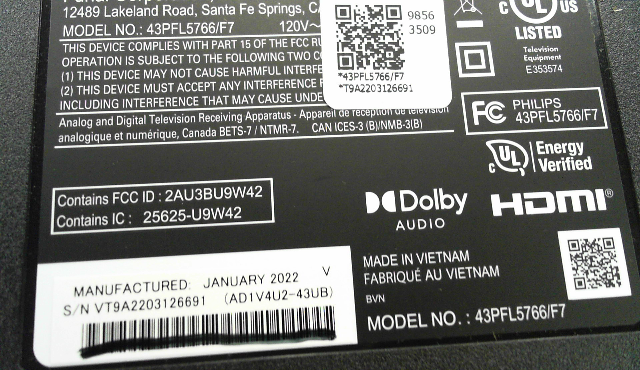 12489 Lakeland Road, Santa Fe Springs, CA
MODEL NO.: 43PFL5766/F7 120V~
THIS DEVICE COMPLIES WITH PART 15 OF THE FCC RU
OPERATION IS SUBJECT TO THE FOLLOWING TWO CO
(1) THIS DEVICE MAY NOT CAUSE HARMFUL INTERFE
(2) THIS DEVICE MUST ACCEPT ANY INTERFERENCE
INCLUDING INTERFERENCE THAT MAY CAUSE UNDE
Analog and Digital Television Receiving Apparatus - Appareil de réception de télévision
analogique et numérique, Canada BETS-7 / NTMR-7. CAN ICES-3 (B)/NMB-3(B)
9856
3509
*43PFL5766/F7
*T9A2203126691
C UL US
LISTED
Television
Equipment
E353574
FC PHILIPS
43PFL5766/F7
UL Energy
Verified
Contains FCC ID : 2AU3BU9W42
Contains IC : 25625-U9W42
Dolby
AUDIO
HDMI®
MANUFACTURED: JANUARY 2022 V
S/N VT9A2203126691 (AD1V4U2-43UB)
MADE IN VIETNAM
FABRIQUÉ AU VIETNAM
BVN
MODEL NO. : 43PFL5766/F7